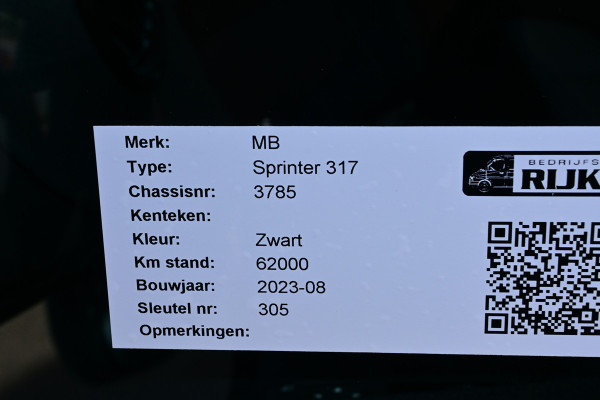 Merk: MB
Type: Sprinter 317
Chassisnr: 3785
Kenteken:
Kleur: Zwart
Km stand: 62000
Bouwjaar: 2023-08
Sleutel nr: 305
Opmerkingen:
BEDRIJFS
RIJK